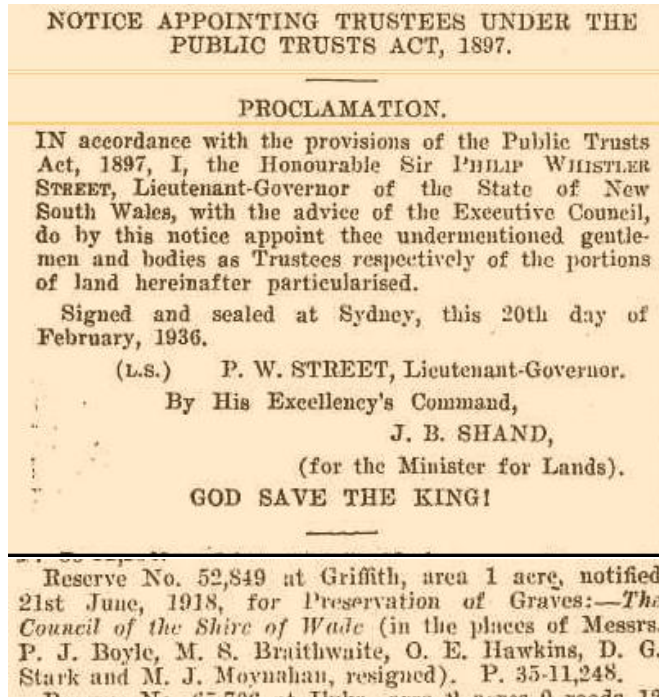 NOTICE APPOINTING TRUSTEES UNDER THE
PUBLIC TRUSTS ACT, 1897.
PROCLAMATION.
IN accordance with the provisions of the Public Trusts
Act, 1897, I, the Honourable Sir PHILIP WHISTLER
STREET, Lieutenant-Governor of the State of New
South Wales, with the advice of the Executive Council,
do by this notice appoint thee undermentioned gentle-
men and bodies as Trustees respectively of the portions
of land hereinafter particularised.
Signed and sealed at Sydney, this 20th day of
February, 1936.
(L.S.) P. W. STREET, Lieutenant-Governor.
By His Excellency's Command,
J. B. SHAND,
(for the Minister for Lands).
GOD SAVE THE KING!
Reserve No. 52,849 at Griffith, area 1 acre, notified
21st June, 1918, for Preservation of Graves:—The
Council of the Shire of Wade (in the places of Messrs.
P. J. Boyle, M. S. Braithwaite, O. E. Hawkins, D. G.
Stark and M. J. Moynahan, resigned). P. 35-11,248.